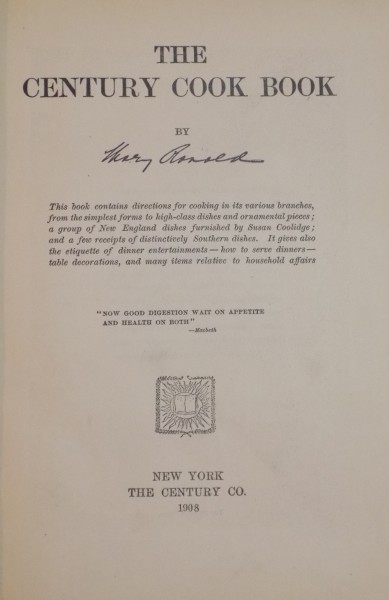 THE
CENTURY COOK BOOK
BY
Mary Ronald
This book contains directions for cooking in its various branches,
from the simplest forms to high-class dishes and ornamental pieces;
a group of New England dishes furnished by Susan Coolidge;
and a few receipts of distinctively Southern dishes. It gives also
the etiquette of dinner entertainments—how to serve dinners—
table decorations, and many items relative to household affairs
"NOW GOOD DIGESTION WAIT ON APPETITE
AND HEALTH ON BOTH"
—Macbeth
NEW YORK
THE CENTURY CO.
1908